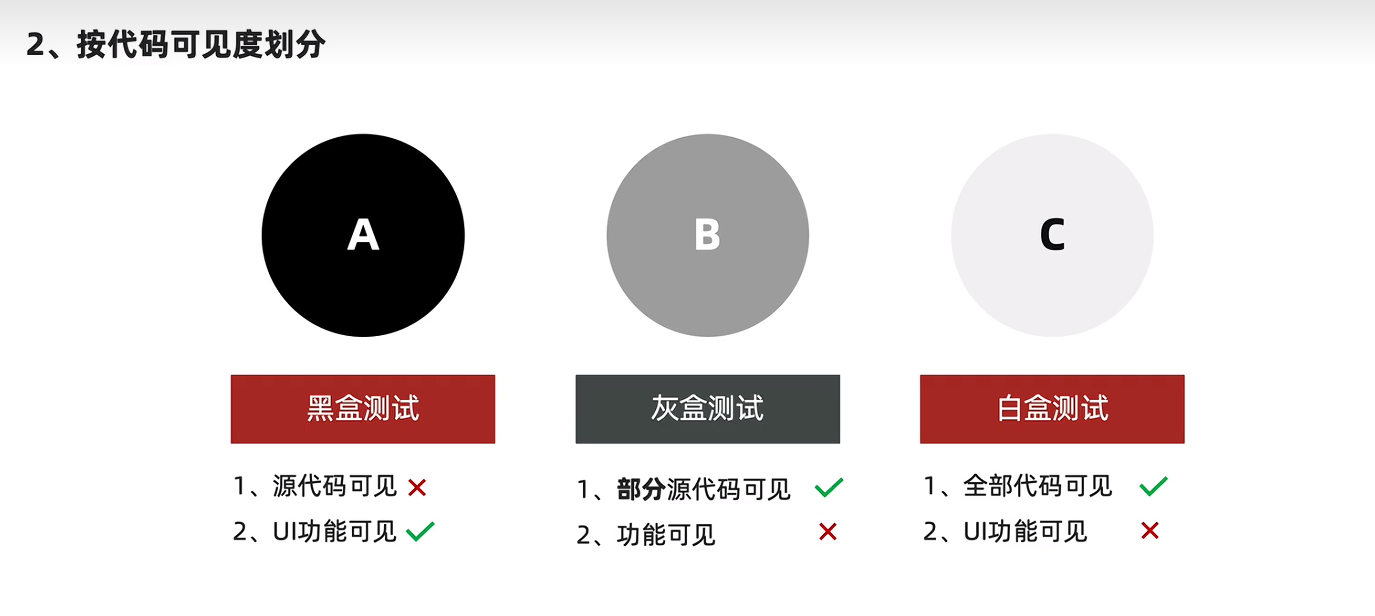 2、按代码可见度划分
A
B
C
黑盒测试
灰盒测试
白盒测试
1、源代码可见
2、UI功能可见
1、部分源代码可见
2、功能可见
1、全部代码可见
2、UI功能可见